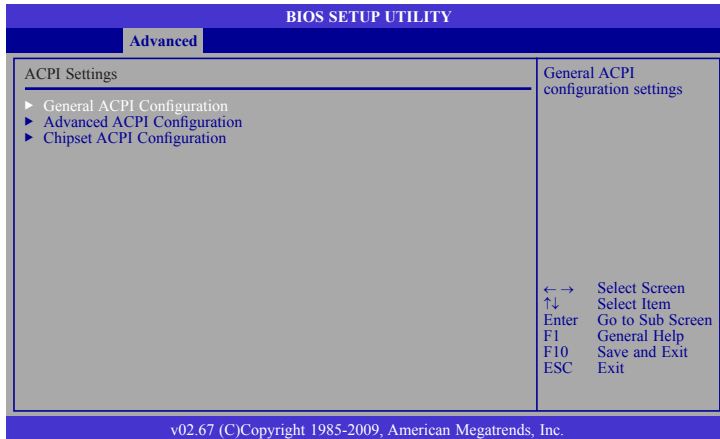 BIOS SETUP UTILITY
Advanced
ACPI Settings
► General ACPI Configuration
► Advanced ACPI Configuration
► Chipset ACPI Configuration
General ACPI
configuration settings
←→ Select Screen
↑↓ Select Item
Enter Go to Sub Screen
F1 General Help
F10 Save and Exit
ESC Exit
v02.67 (C)Copyright 1985-2009, American Megatrends, Inc.